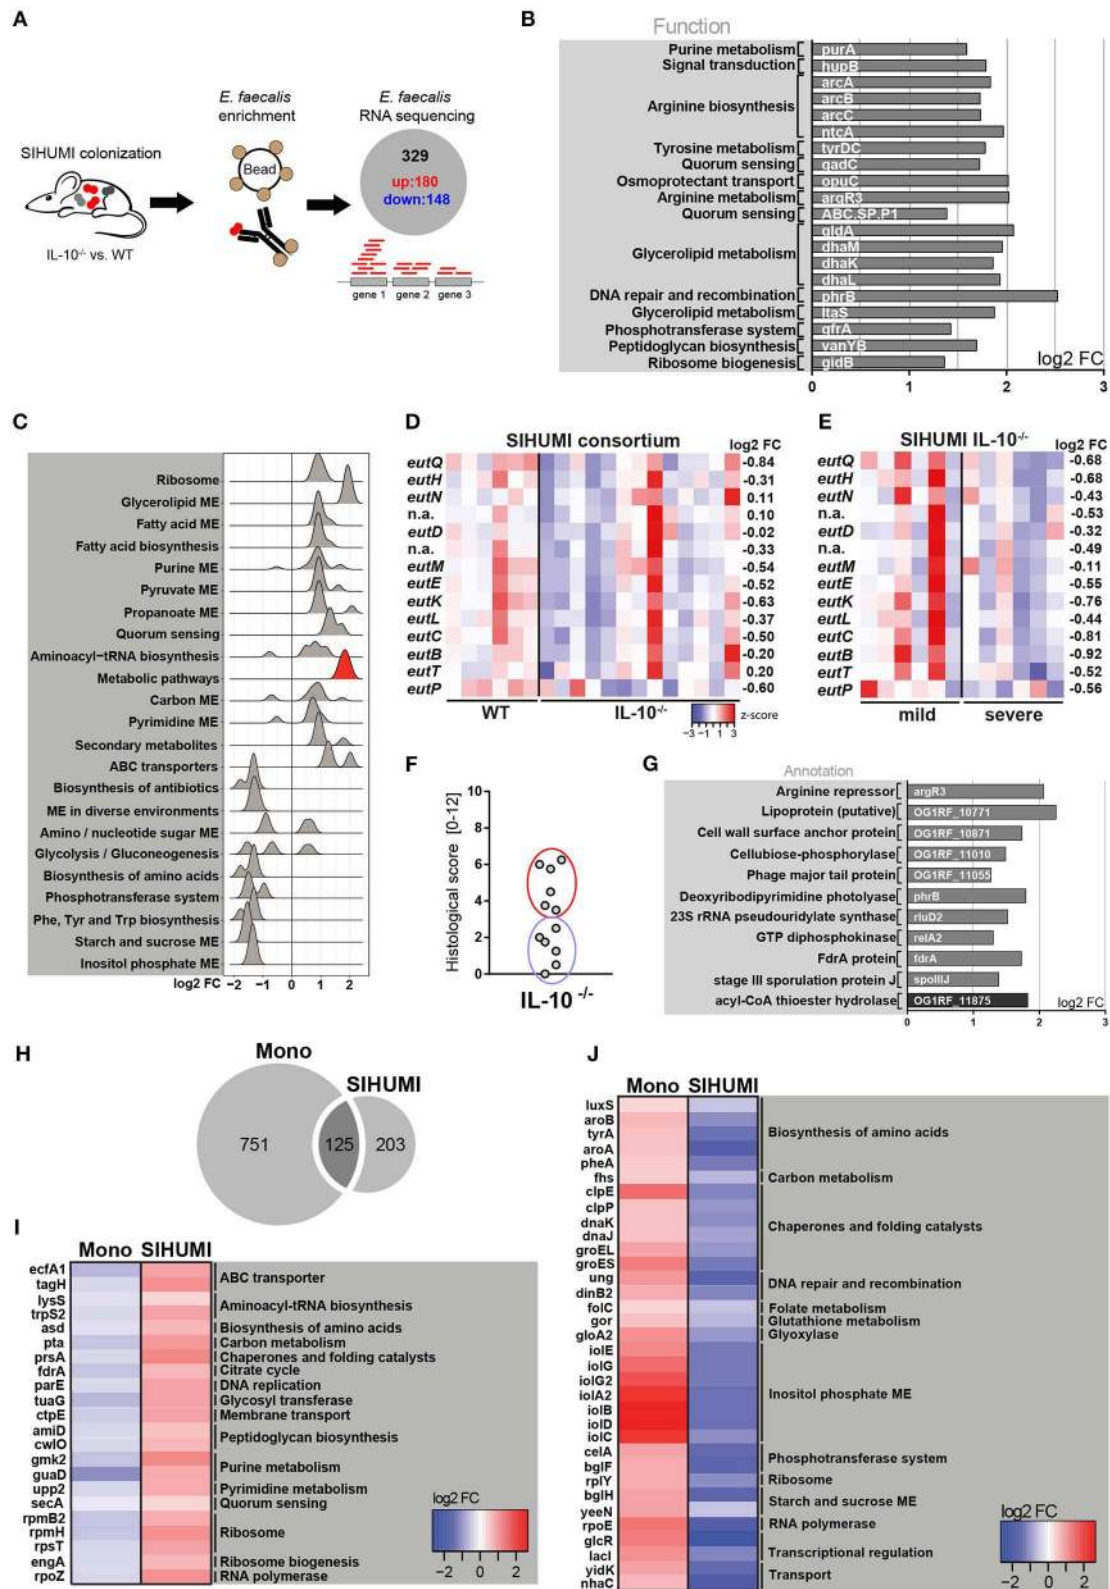 A
SIHUMI colonization
IL-10-/- vs. WT
E. faecalis
enrichment
Bead
E. faecalis
RNA sequencing
329
up:180
down:148
gene 1 gene 2 gene 3
B
Function
Purine metabolism purA
Signal transduction hupB
Arginine biosynthesis
arcA
arcB
arcC
ntcA
Tyrosine metabolism tyrDC
Quorum sensing gadC
Osmoprotectant transport opuC
Arginine metabolism argR3
Quorum sensing ABC.SP.P1
Glycerolipid metabolism
gldA
dhaM
dhaK
dhaL
DNA repair and recombination phrB
Glycerolipid metabolism ltaS
Phosphotransferase system gfrA
Peptidoglycan biosynthesis vanYB
Ribosome biogenesis gidB
log2 FC
0 1 2 3
C
Ribosome
Glycerolipid ME
Fatty acid ME
Fatty acid biosynthesis
Purine ME
Pyruvate ME
Propanoate ME
Quorum sensing
Aminoacyl−tRNA biosynthesis
Metabolic pathways
Carbon ME
Pyrimidine ME
Secondary metabolites
ABC transporters
Biosynthesis of antibiotics
ME in diverse environments
Amino / nucleotide sugar ME
Glycolysis / Gluconeogenesis
Biosynthesis of amino acids
Phosphotransferase system
Phe, Tyr and Trp biosynthesis
Starch and sucrose ME
Inositol phosphate ME
log2 FC −2 −1 0 1 2
D
SIHUMI consortium log2 FC
eutQ -0.84
eutH -0.31
eutN 0.11
n.a. 0.10
eutD -0.02
n.a. -0.33
eutM -0.54
eutE -0.52
eutK -0.63
eutL -0.37
eutC -0.50
eutB -0.20
eutT 0.20
eutP -0.60
WT IL-10-/-
−3 −1 1 3 z-score
E
SIHUMI IL-10-/- log2 FC
eutQ -0.68
eutH -0.68
eutN -0.43
n.a. -0.53
eutD -0.32
n.a. -0.49
eutM -0.11
eutE -0.55
eutK -0.76
eutL -0.44
eutC -0.81
eutB -0.92
eutT -0.52
eutP -0.56
mild severe
F
Histological score [0-12]
10
8
6
4
2
0
IL-10 -/-
G
Annotation
Arginine repressor argR3
Lipoprotein (putative) OG1RF_10771
Cell wall surface anchor protein OG1RF_10871
Cellubiose-phosphorylase OG1RF_11010
Phage major tail protein OG1RF_11055
Deoxyribodipyrimidine photolyase phrB
23S rRNA pseudouridylate synthase rluD2
GTP diphosphokinase relA2
FdrA protein fdrA
stage III sporulation protein J spoIIIJ
acyl-CoA thioester hydrolase OG1RF_11875
log2 FC
0 1 2 3
H
Mono
SIHUMI
751 125 203
I
Mono SIHUMI
ecfA1
tagH
ABC transporter
lysS
trpS2
Aminoacyl-tRNA biosynthesis
asd Biosynthesis of amino acids
pta Carbon metabolism
prsA Chaperones and folding catalysts
fdrA Citrate cycle
parE DNA replication
tuaG Glycosyl transferase
ctpE Membrane transport
amiD
cwlO
Peptidoglycan biosynthesis
gmk2
guaD
Purine metabolism
upp2 Pyrimidine metabolism
secA Quorum sensing
rpmB2
rpmH
rpsT
Ribosome
engA Ribosome biogenesis
rpoZ RNA polymerase
log2 FC
−2 0 2
J
Mono SIHUMI
luxS
aroB
tyrA
aroA
pheA
Biosynthesis of amino acids
fhs Carbon metabolism
clpE
clpP
dnaK
dnaJ
groEL
groES
Chaperones and folding catalysts
ung
dinB2
DNA repair and recombination
folC Folate metabolism
gor Glutathione metabolism
gloA2 Glyoxylase
iolE
iolG
iolG2
iolA2
iolB
iolD
iolC
Inositol phosphate ME
celA
bglF
Phosphotransferase system
rplY Ribosome
bglH
yeeN
Starch and sucrose ME
rpoE RNA polymerase
glcR
lacI
Transcriptional regulation
yidK
nhaC
Transport
log2 FC
−2 0 2